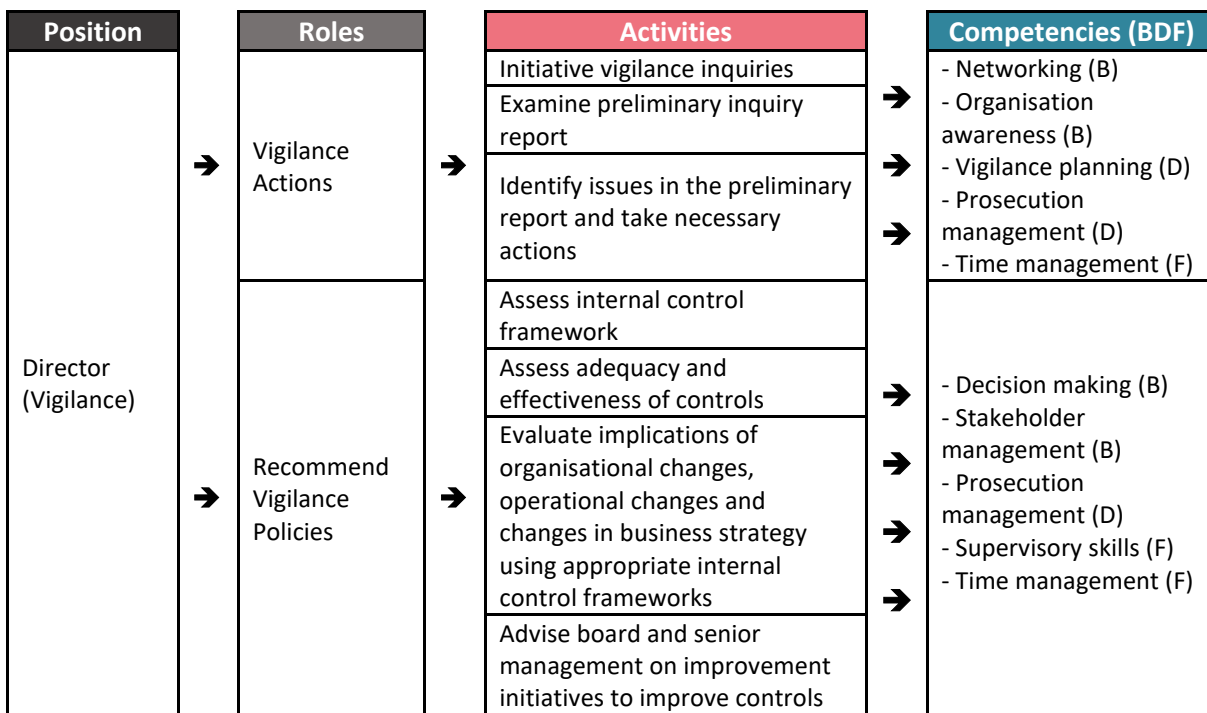 Position
Roles
Activities
Competencies (BDF)
Director
(Vigilance)
➔
➔
Vigilance
Actions
➔
Initiative vigilance inquiries
Examine preliminary inquiry
report
Identify issues in the preliminary
report and take necessary
actions
➔
➔
➔
- Networking (B)
- Organisation
awareness (B)
- Vigilance planning (D)
- Prosecution
management (D)
- Time management (F)
Recommend
Vigilance
Policies
➔
Assess internal control
framework
Assess adequacy and
effectiveness of controls
Evaluate implications of
organisational changes,
operational changes and
changes in business strategy
using appropriate internal
control frameworks
Advise board and senior
management on improvement
initiatives to improve controls
➔
➔
➔
➔
- Decision making (B)
- Stakeholder
management (B)
- Prosecution
management (D)
- Supervisory skills (F)
- Time management (F)